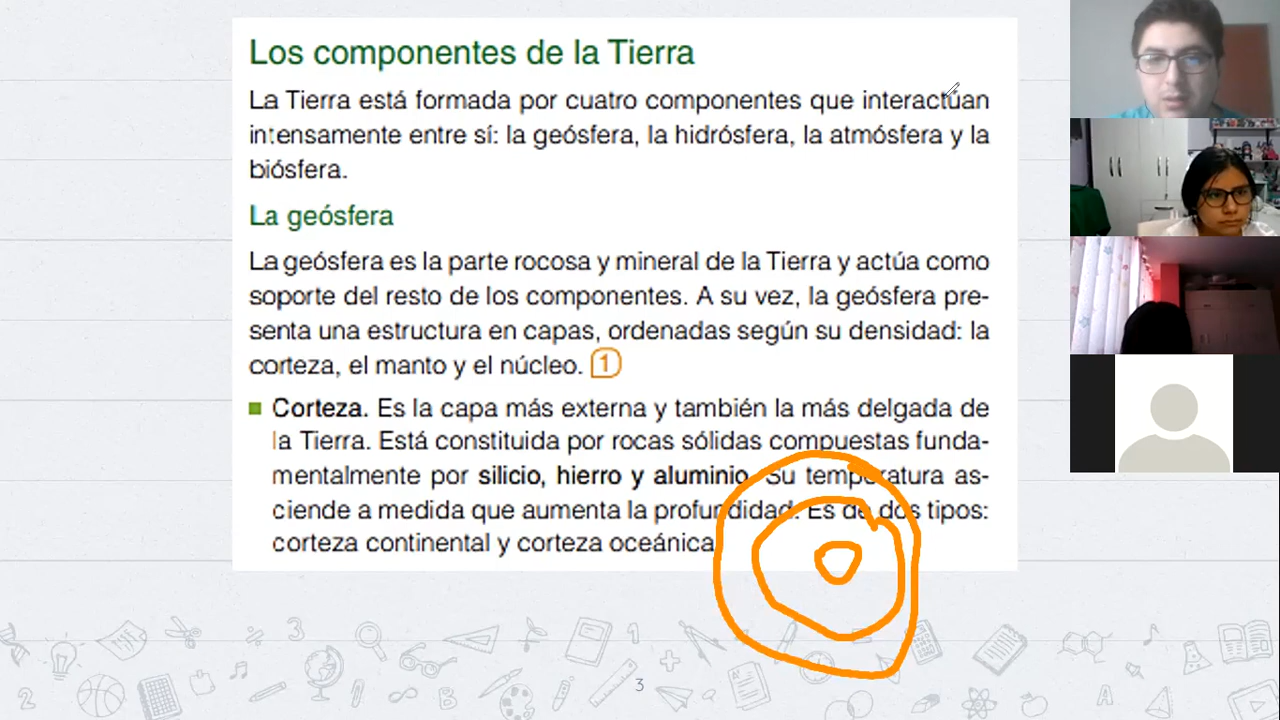 Los componentes de la Tierra
La Tierra está formada por cuatro componentes que interactúan
intensamente entre sí: la geósfera, la hidrósfera, la atmósfera y la
biósfera.
La geósfera
La geósfera es la parte rocosa y mineral de la Tierra y actúa como
soporte del resto de los componentes. A su vez, la geósfera pre-
senta una estructura en capas, ordenadas según su densidad: la
corteza, el manto y el núcleo. 1
Corteza. Es la capa más externa y también la más delgada de
la Tierra. Está constituida por rocas sólidas compuestas funda-
mentalmente por silicio, hierro y aluminio. Su temperatura as-
ciende a medida que aumenta la profundidad. Es de dos tipos:
corteza continental y corteza oceánica
3